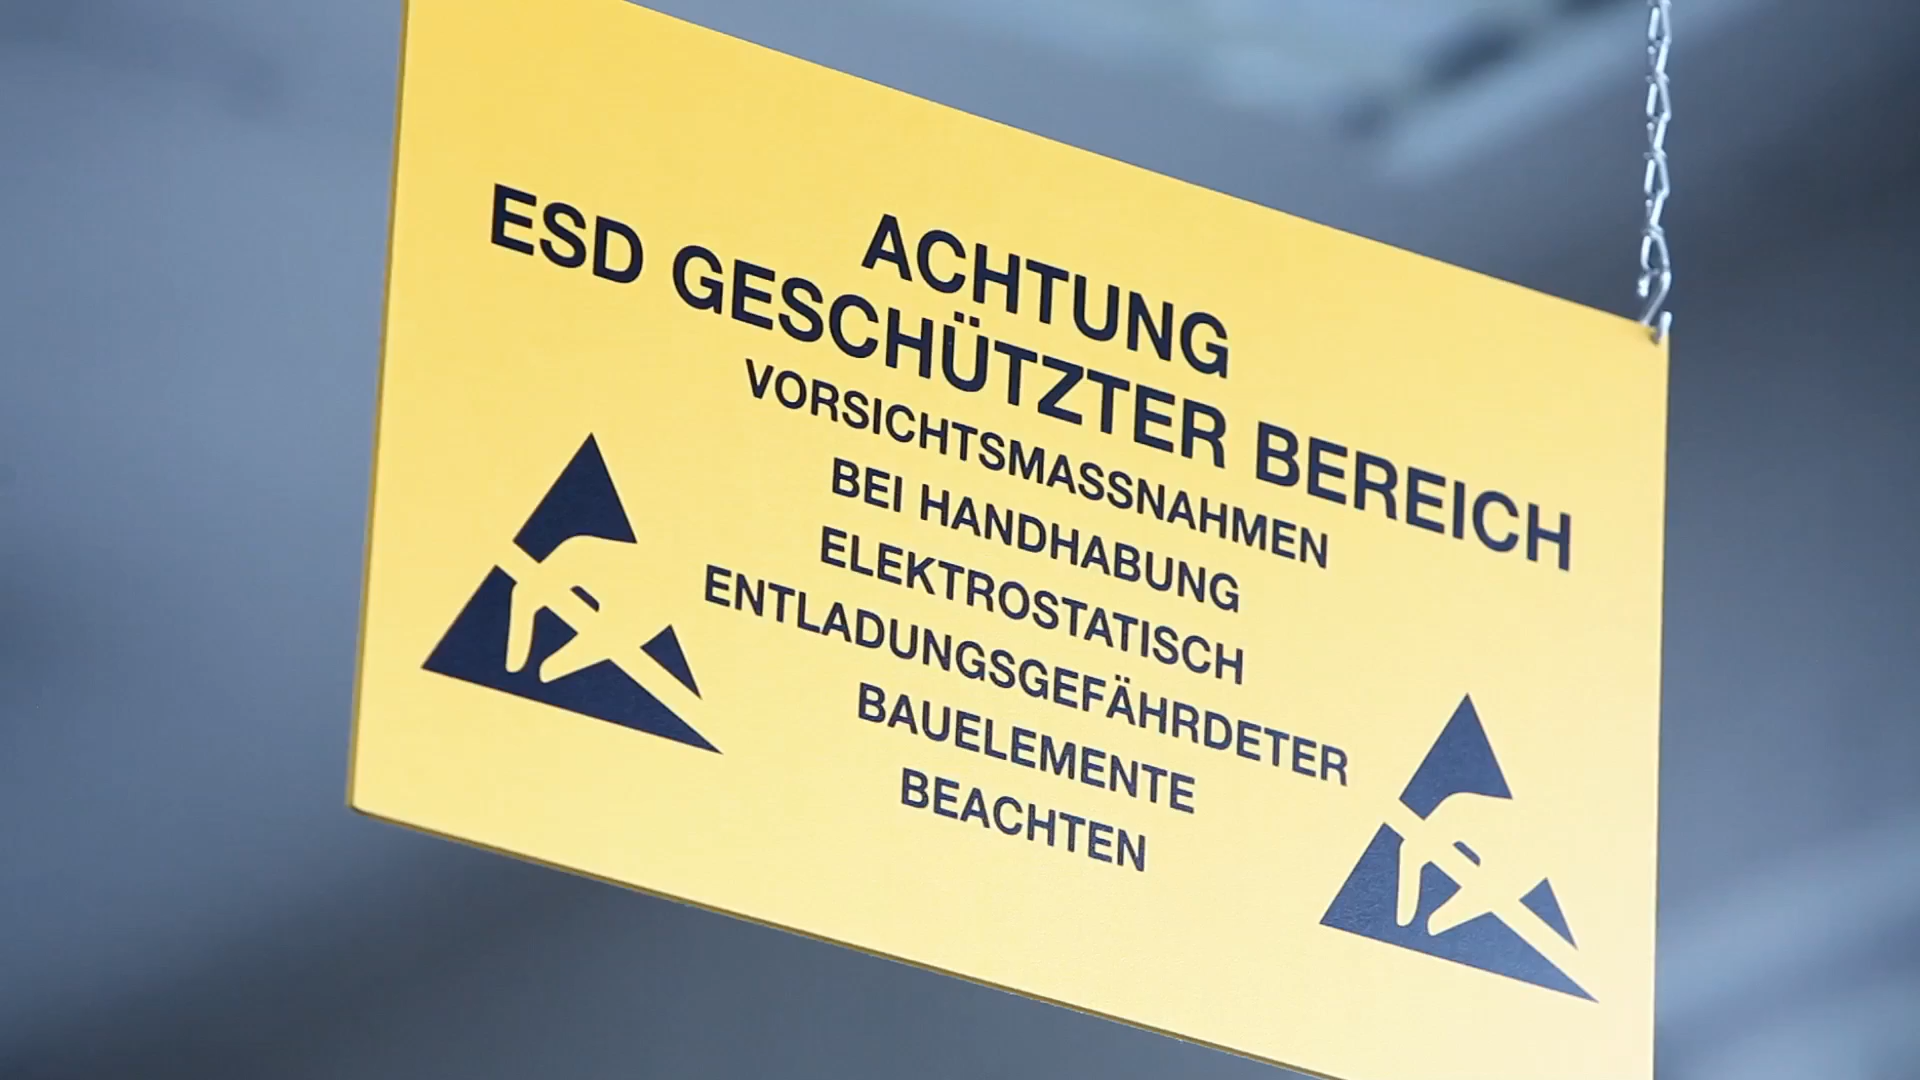 ACHTUNG
ESD GESCHÜTZTER BEREICH
VORSICHTSMASSNAHMEN
BEI HANDHABUNG
ELEKTROSTATISCH
ENTLADUNGSGEFÄHRDETER
BAUELEMENTE
BEACHTEN